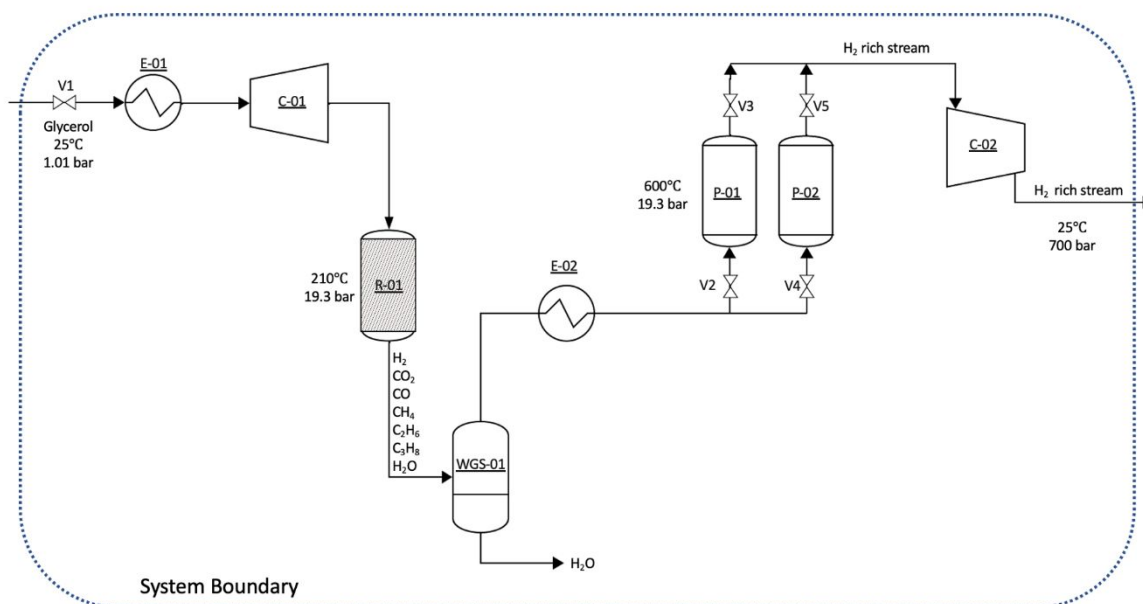 E-01
V1
C-01
Glycerol
25℃
1.01 bar
H₂ rich stream
V3
V5
C-02
600℃
19.3 bar
P-01
P-02
H₂ rich stream
25℃
700 bar
210℃
19.3 bar
R-01
E-02
V2
V4
H₂
CO₂
CO
CH₄
C₂H₆
C₃H₈
H₂O
WGS-01
H₂O
System Boundary